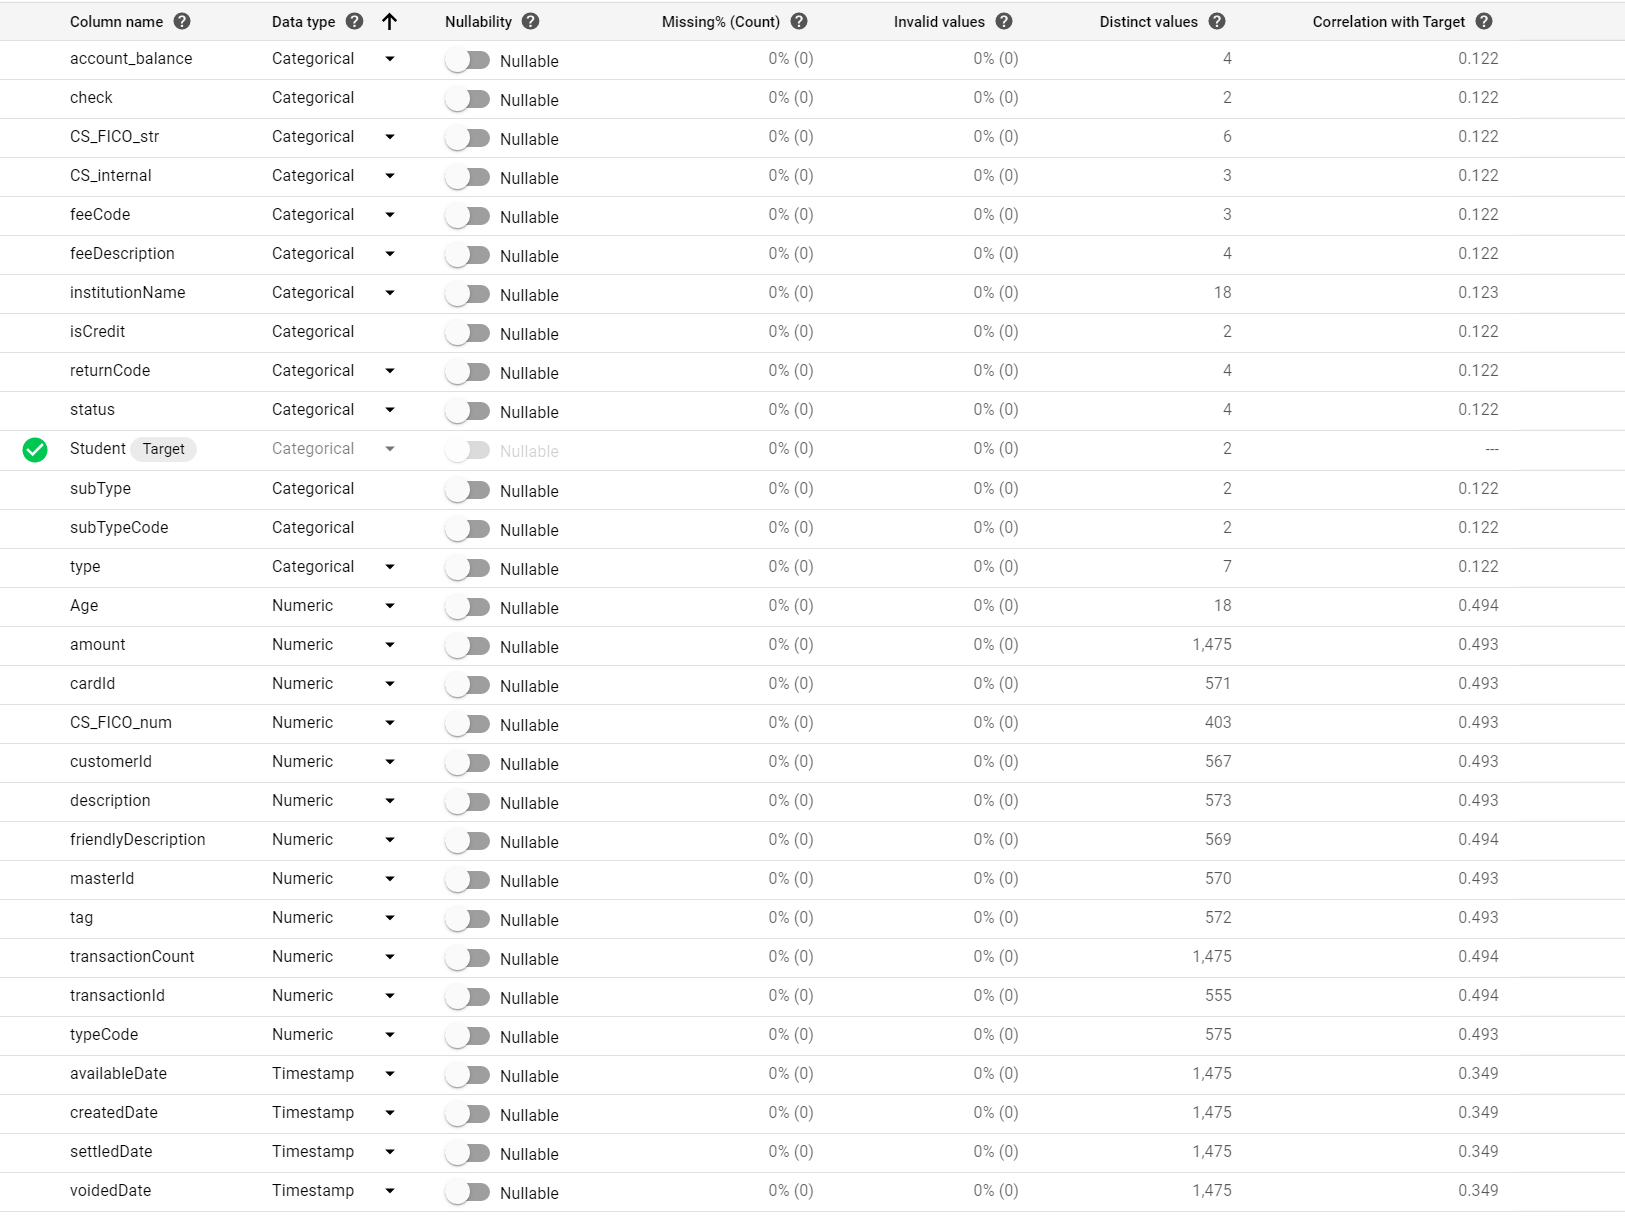 Column name ? Data type ? ↑ Nullability ? Missing% (Count) ? Invalid values ? Distinct values ? Correlation with Target ?
account_balance Categorical Nullable 0% (0) 0% (0) 4 0.122
check Categorical Nullable 0% (0) 0% (0) 2 0.122
CS_FICO_str Categorical Nullable 0% (0) 0% (0) 6 0.122
CS_internal Categorical Nullable 0% (0) 0% (0) 3 0.122
feeCode Categorical Nullable 0% (0) 0% (0) 3 0.122
feeDescription Categorical Nullable 0% (0) 0% (0) 4 0.122
institutionName Categorical Nullable 0% (0) 0% (0) 18 0.123
isCredit Categorical Nullable 0% (0) 0% (0) 2 0.122
returnCode Categorical Nullable 0% (0) 0% (0) 4 0.122
status Categorical Nullable 0% (0) 0% (0) 4 0.122
Student Target Categorical Nullable 0% (0) 0% (0) 2 ---
subType Categorical Nullable 0% (0) 0% (0) 2 0.122
subTypeCode Categorical Nullable 0% (0) 0% (0) 2 0.122
type Categorical Nullable 0% (0) 0% (0) 7 0.122
Age Numeric Nullable 0% (0) 0% (0) 18 0.494
amount Numeric Nullable 0% (0) 0% (0) 1,475 0.493
cardId Numeric Nullable 0% (0) 0% (0) 571 0.493
CS_FICO_num Numeric Nullable 0% (0) 0% (0) 403 0.493
customerId Numeric Nullable 0% (0) 0% (0) 567 0.493
description Numeric Nullable 0% (0) 0% (0) 573 0.493
friendlyDescription Numeric Nullable 0% (0) 0% (0) 569 0.494
masterId Numeric Nullable 0% (0) 0% (0) 570 0.493
tag Numeric Nullable 0% (0) 0% (0) 572 0.493
transactionCount Numeric Nullable 0% (0) 0% (0) 1,475 0.494
transactionId Numeric Nullable 0% (0) 0% (0) 555 0.494
typeCode Numeric Nullable 0% (0) 0% (0) 575 0.493
availableDate Timestamp Nullable 0% (0) 0% (0) 1,475 0.349
createdDate Timestamp Nullable 0% (0) 0% (0) 1,475 0.349
settledDate Timestamp Nullable 0% (0) 0% (0) 1,475 0.349
voidedDate Timestamp Nullable 0% (0) 0% (0) 1,475 0.349